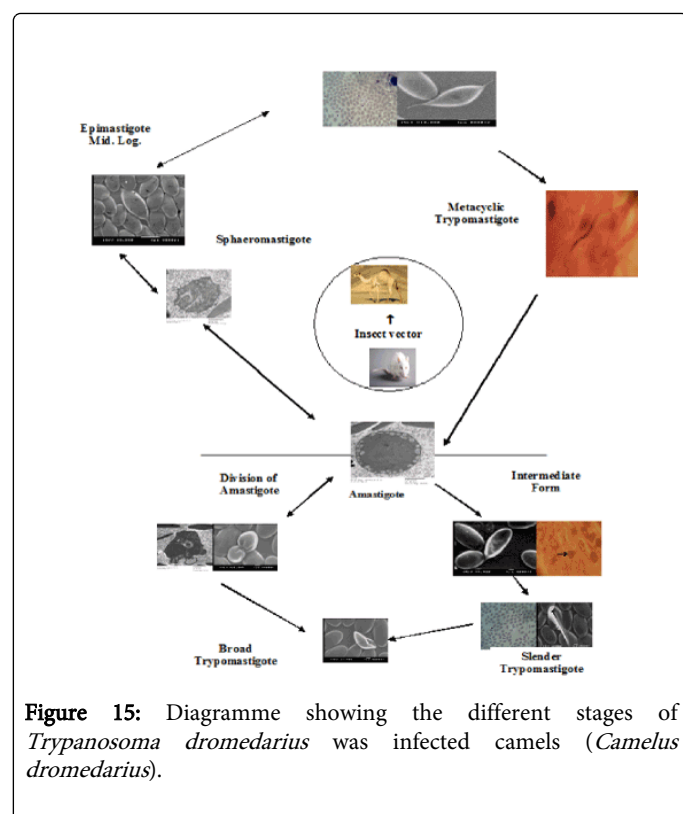 Epimastigote
Mid. Log.
Metacyclic
Trypomastigote
Sphaeromastigote
Insect vector
Division of
Amastigote
Amastigote
Intermediate
Form
Broad
Trypomastigote
Slender
Trypomastigote
Figure 15: Diagramme showing the different stages of
Trypanosoma dromedarius was infected camels (Camelus
dromedarius).